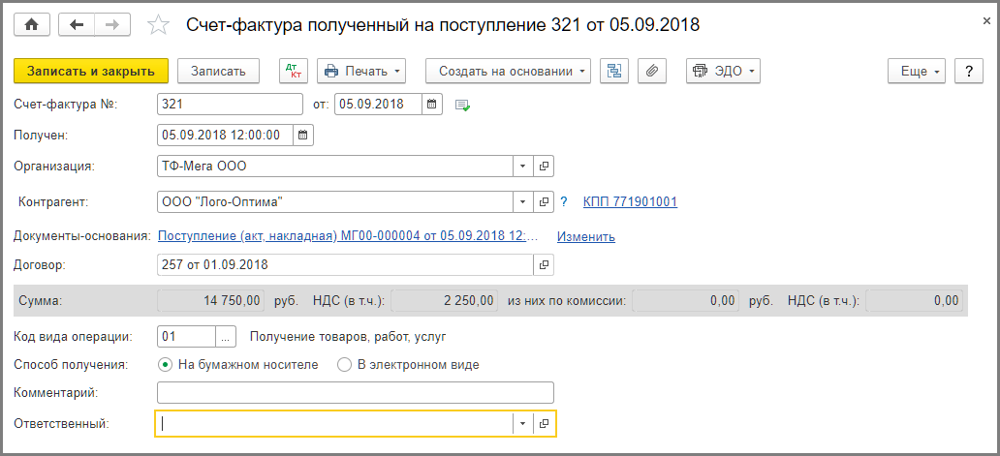 Счет-фактура полученный на поступление 321 от 05.09.2018
Записать и закрыть Записать Дт Кт Печать Создать на основании ЭДО Еще ?
Счет-фактура №: 321 от: 05.09.2018
Получен: 05.09.2018 12:00:00
Организация: ТФ-Мега ООО
Контрагент: ООО "Лого-Оптима" ? КПП 771901001
Документы-основания: Поступление (акт, накладная) МГ00-000004 от 05.09.2018 12:... Изменить
Договор: 257 от 01.09.2018
Сумма: 14 750,00 руб. НДС (в т.ч.): 2 250,00 из них по комиссии: 0,00 руб. НДС (в т.ч.): 0,00
Код вида операции: 01 ... Получение товаров, работ, услуг
Способ получения: На бумажном носителе В электронном виде
Комментарий:
Ответственный: